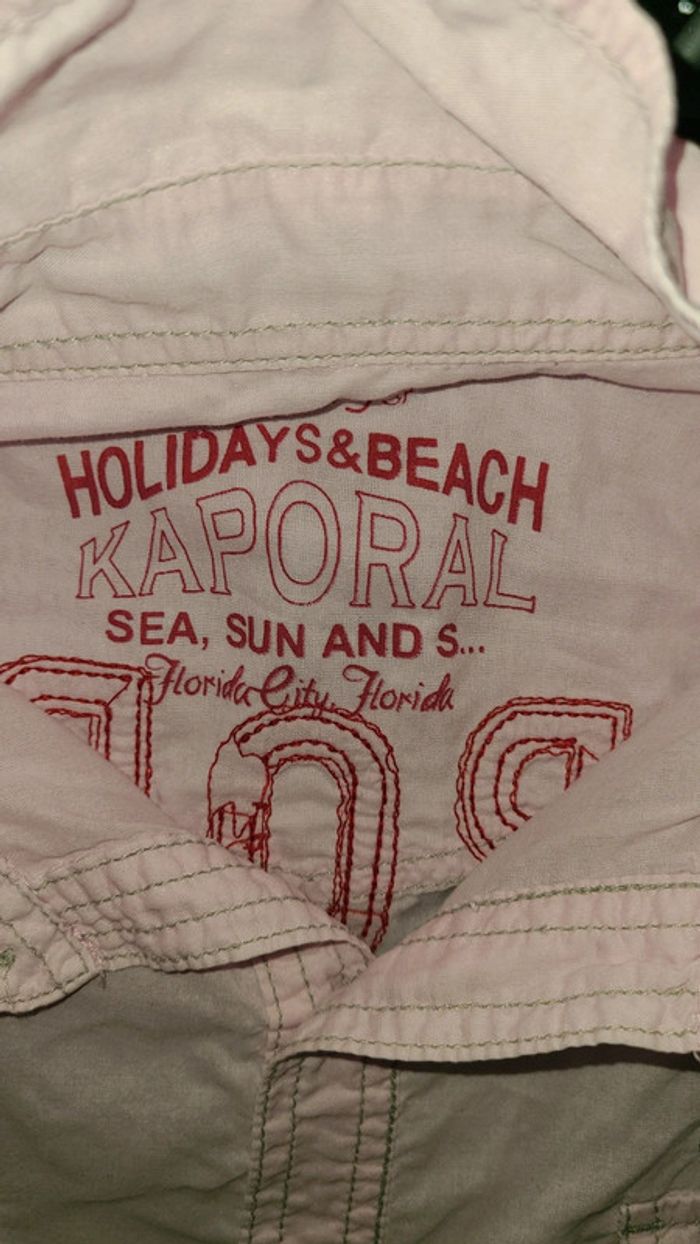 HOLIDAYS&BEACH
KAPORAL
SEA, SUN AND S...
Florida City, Florida